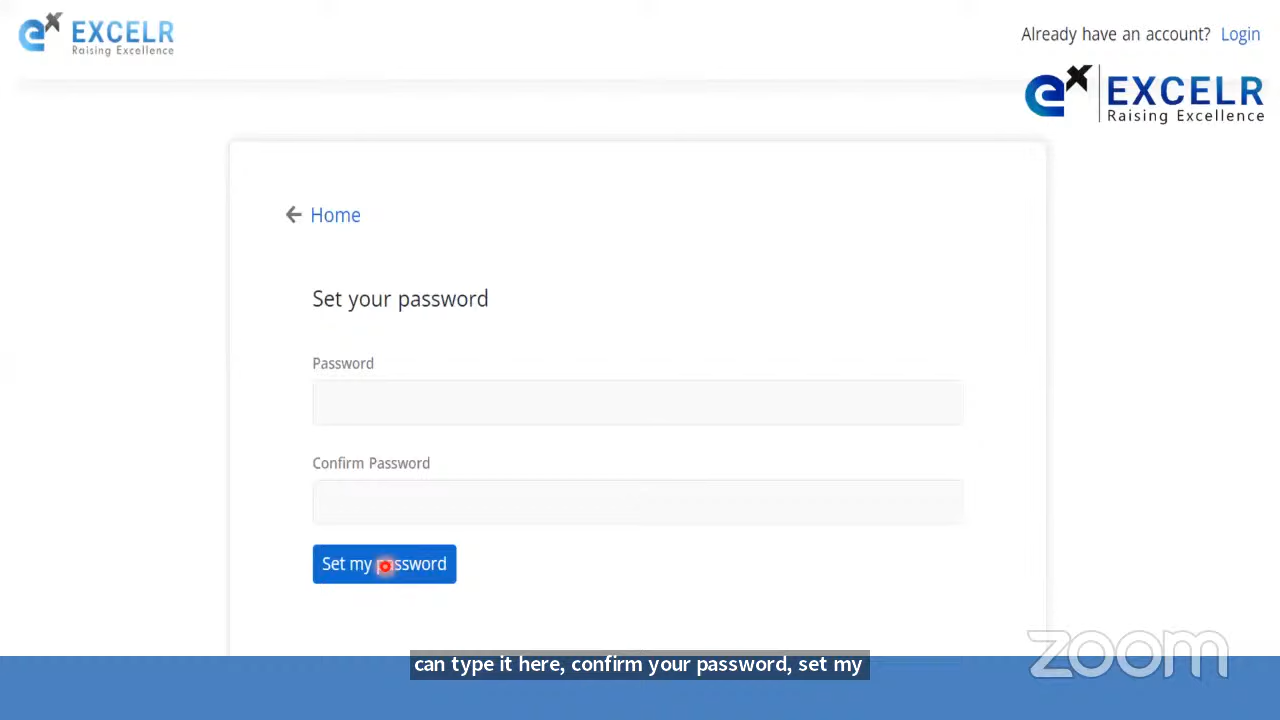 EXCELR
Raising Excellence
Already have an account? Login
EXCELR
Raising Excellence
Home
Set your password
Password
Confirm Password
Set my password
can type it here, confirm your password, set my
zoom